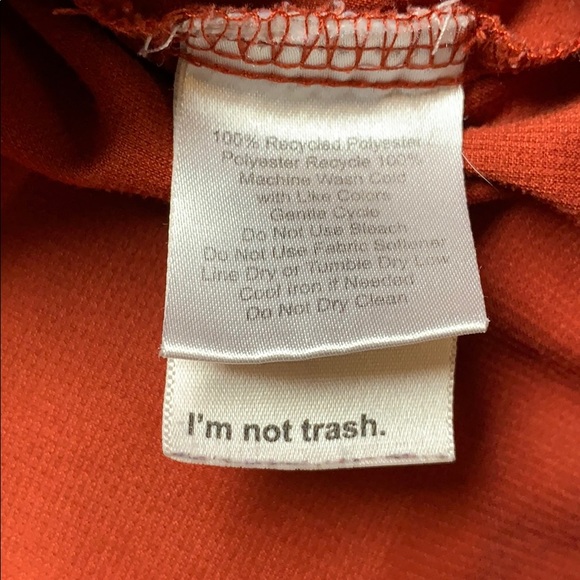 100% Recycled Polyester /
Polyester Recycle 100%
Machine Wash Cold
with Like Colors
Gentle Cycle
Do Not Use Bleach
Do Not Use Fabric Softener
Line Dry or Tumble Dry Low
Cool Iron if Needed
Do Not Dry Clean
I'm not trash.